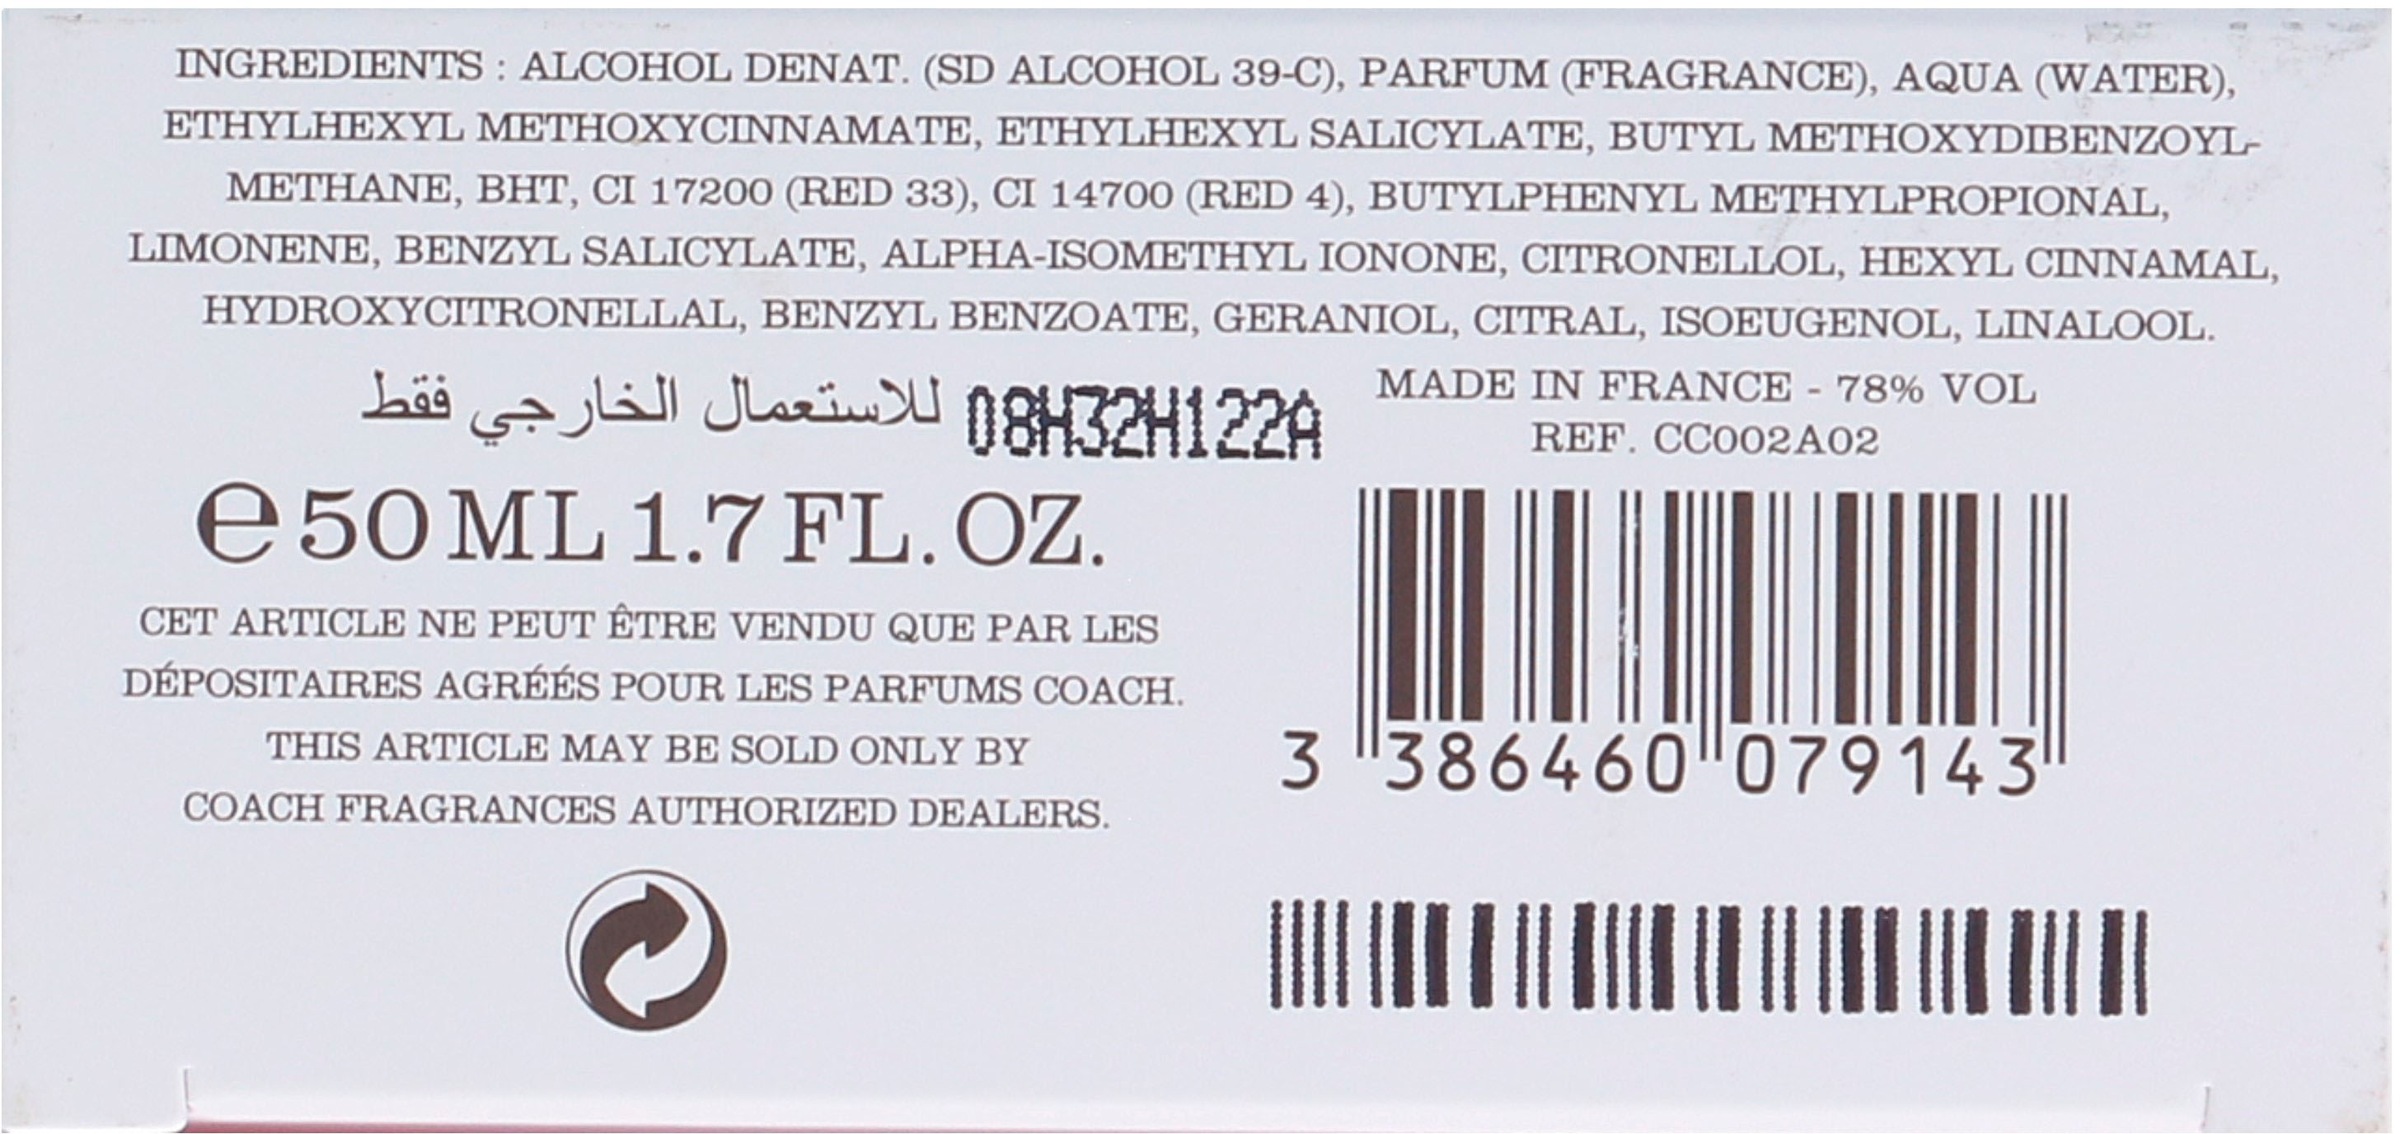 INGREDIENTS : ALCOHOL DENAT. (SD ALCOHOL 39-C), PARFUM (FRAGRANCE), AQUA (WATER),
ETHYLHEXYL METHOXYCINNAMATE, ETHYLHEXYL SALICYLATE, BUTYL METHOXYDIBENZOYL-
METHANE, BHT, CI 17200 (RED 33), CI 14700 (RED 4), BUTYLPHENYL METHYLPROPIONAL,
LIMONENE, BENZYL SALICYLATE, ALPHA-ISOMETHYL IONONE, CITRONELLOL, HEXYL CINNAMAL,
HYDROXYCITRONELLAL, BENZYL BENZOATE, GERANIOL, CITRAL, ISOEUGENOL, LINALOOL.
للاستعمال الخارجي فقط
08H32H122A
MADE IN FRANCE - 78% VOL
REF. CC002A02
℮ 50 ML 1.7 FL. OZ.
CET ARTICLE NE PEUT ÊTRE VENDU QUE PAR LES
DÉPOSITAIRES AGRÉÉS POUR LES PARFUMS COACH.
THIS ARTICLE MAY BE SOLD ONLY BY
COACH FRAGRANCES AUTHORIZED DEALERS.
3 386460 079143